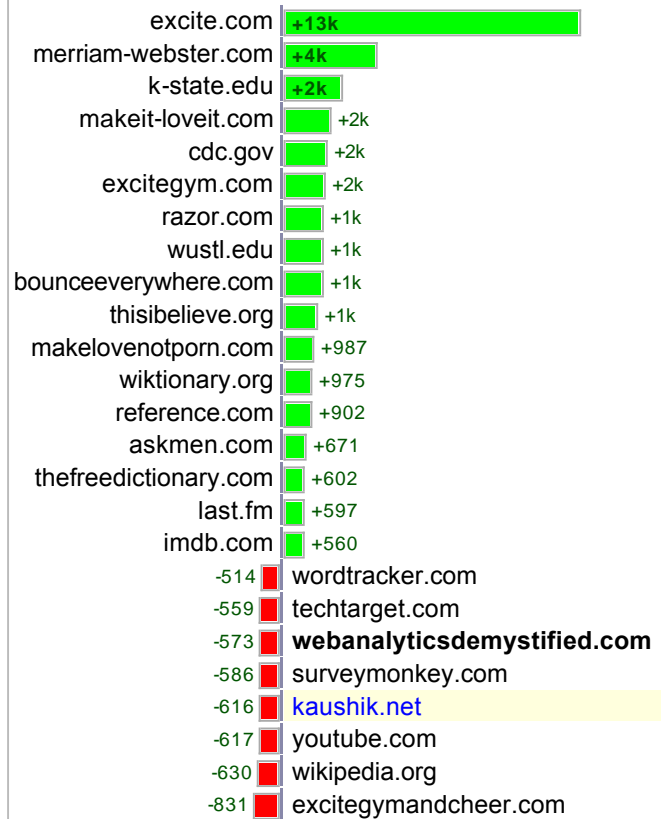 excite.com +13k
merriam-webster.com +4k
k-state.edu +2k
makeit-loveit.com +2k
cdc.gov +2k
excitegym.com +2k
razor.com +1k
wustl.edu +1k
bounceeverywhere.com +1k
thisibelieve.org +1k
makelovenotporn.com +987
wiktionary.org +975
reference.com +902
askmen.com +671
thefreedictionary.com +602
last.fm +597
imdb.com +560
-514 wordtracker.com
-559 techtarget.com
-573 webanalyticsdemystified.com
-586 surveymonkey.com
-616 kaushik.net
-617 youtube.com
-630 wikipedia.org
-831 excitegymandcheer.com